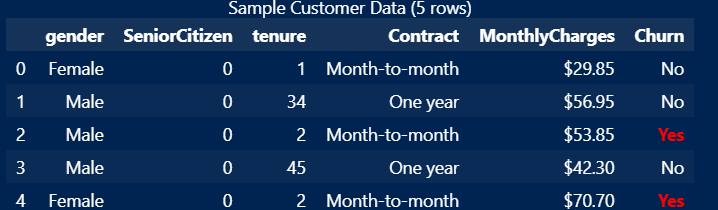 Sample Customer Data (5 rows)
gender SeniorCitizen tenure Contract MonthlyCharges Churn
0 Female 0 1 Month-to-month $29.85 No
1 Male 0 34 One year $56.95 No
2 Male 0 2 Month-to-month $53.85 Yes
3 Male 0 45 One year $42.30 No
4 Female 0 2 Month-to-month $70.70 Yes